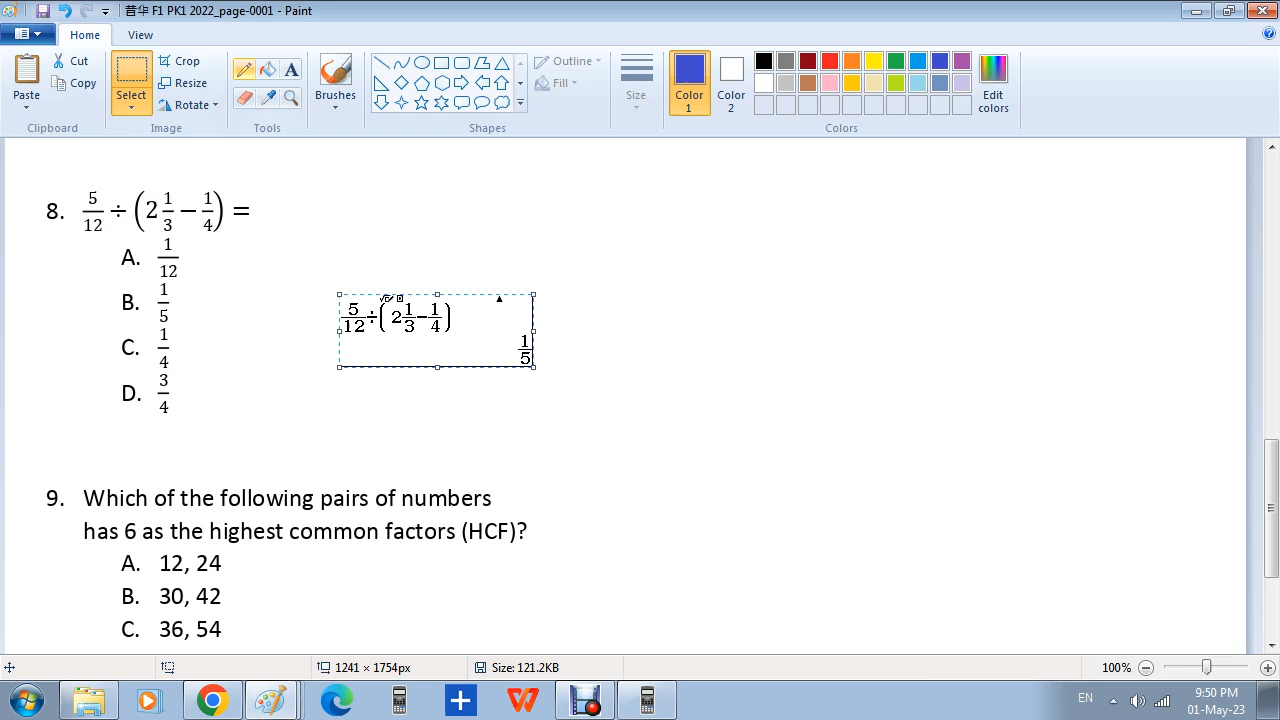 昔华 F1 PK1 2022_page-0001 - Paint
Home View
Paste Cut Copy
Clipboard
Select Crop Resize Rotate
Image
Tools
Brushes
Outline
Fill
Shapes
Size
Color 1 Color 2 Edit colors
Colors
8. 5/12 ÷ (2 1/3 − 1/4) =
A. 1/12
B. 1/5
C. 1/4
D. 3/4
5/12÷(2 1/3−1/4)
1/5
9. Which of the following pairs of numbers
has 6 as the highest common factors (HCF)?
A. 12, 24
B. 30, 42
C. 36, 54
1241 × 1754px Size: 121.2KB 100%
EN 9:50 PM
01-May-23